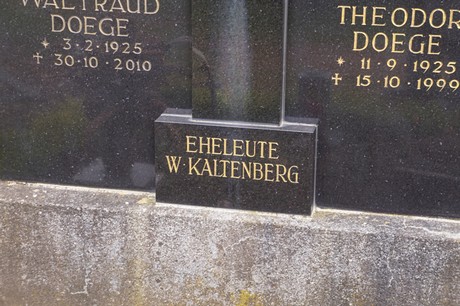 WALTRAUD
DOEGE
* 3·2·1925
† 30·10·2010
THEODOR
DOEGE
* 11·9·1925
† 15·10·1999
EHELEUTE
W·KALTENBERG